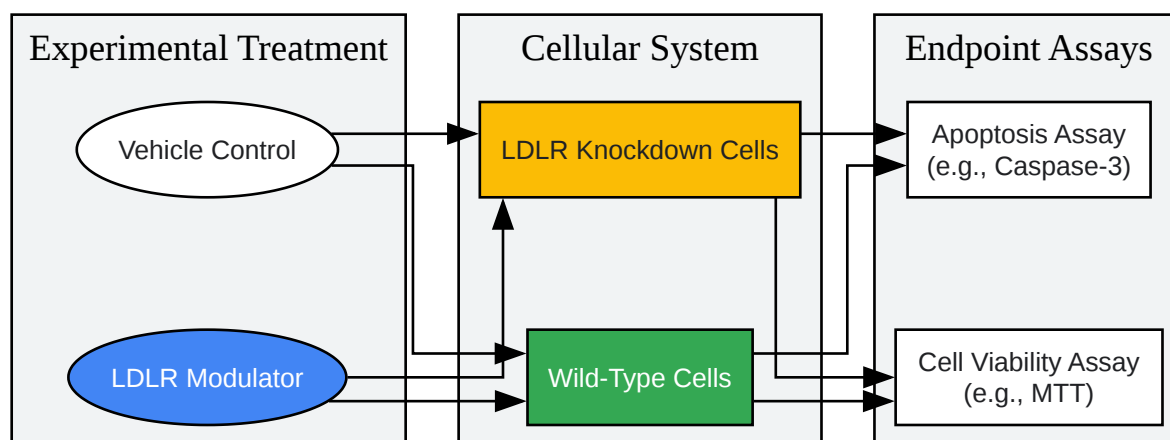 Experimental Treatment
Cellular System
Endpoint Assays
Vehicle Control
LDLR Knockdown Cells
Apoptosis Assay
(e.g., Caspase-3)
LDLR Modulator
Wild-Type Cells
Cell Viability Assay
(e.g., MTT)